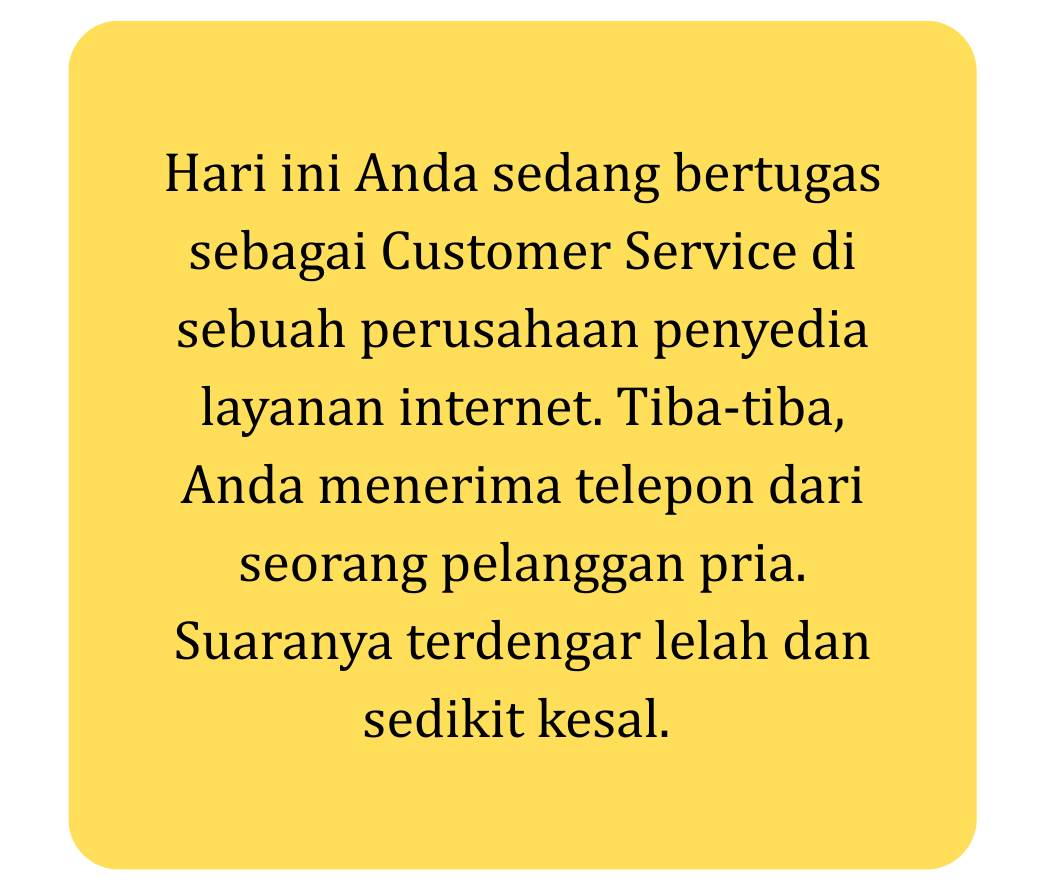 Hari ini Anda sedang bertugas
sebagai Customer Service di
sebuah perusahaan penyedia
layanan internet. Tiba-tiba,
Anda menerima telepon dari
seorang pelanggan pria.
Suaranya terdengar lelah dan
sedikit kesal.